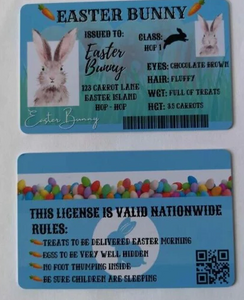 EASTER BUNNY
ISSUED TO:
Easter
Bunny
123 CARROT LANE
EASTER ISLAND
HOP - HOP
CLASS:
HOP 1
EYES: CHOCOLATE BROWN
HAIR: FLUFFY
WGT: FULL OF TREATS
HGT: 35 CARROTS
Easter Bunny
THIS LICENSE IS VALID NATIONWIDE
RULES:
TREATS TO BE DELIVERED EASTER MORNING
EGGS TO BE VERY WELL HIDDEN
NO FOOT THUMPING INSIDE
BE SURE CHILDREN ARE SLEEPING